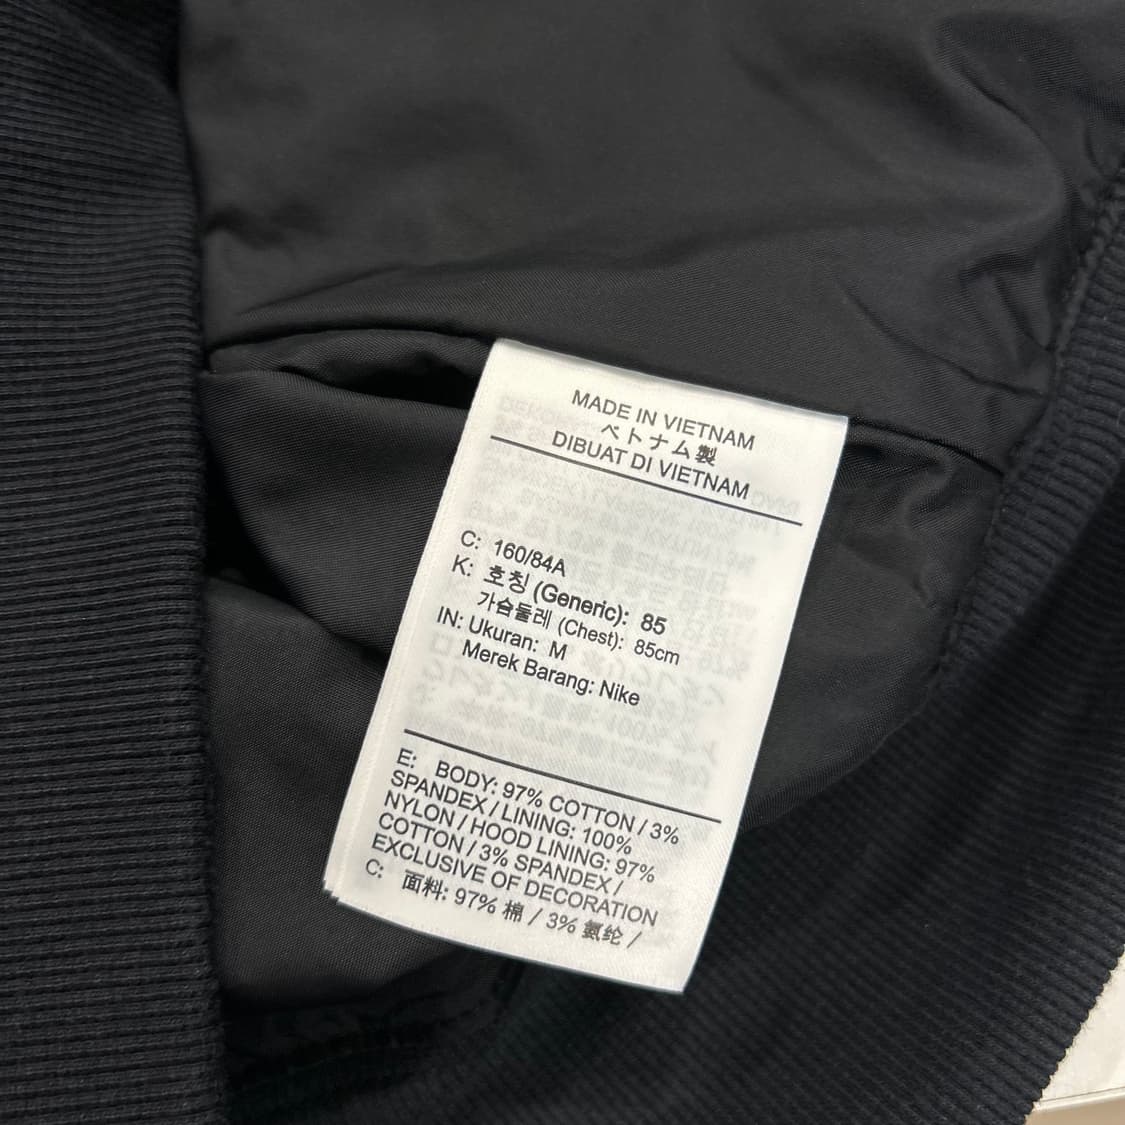 MADE IN VIETNAM
ベトナム製
DIBUAT DI VIETNAM
C: 160/84A
K: 호칭 (Generic): 85
가슴둘레 (Chest): 85cm
IN: Ukuran: M
Merek Barang: Nike
E: BODY: 97% COTTON / 3%
SPANDEX / LINING: 100%
NYLON / HOOD LINING: 97%
COTTON / 3% SPANDEX /
EXCLUSIVE OF DECORATION
C: 面料: 97% 棉 / 3% 氨纶 /